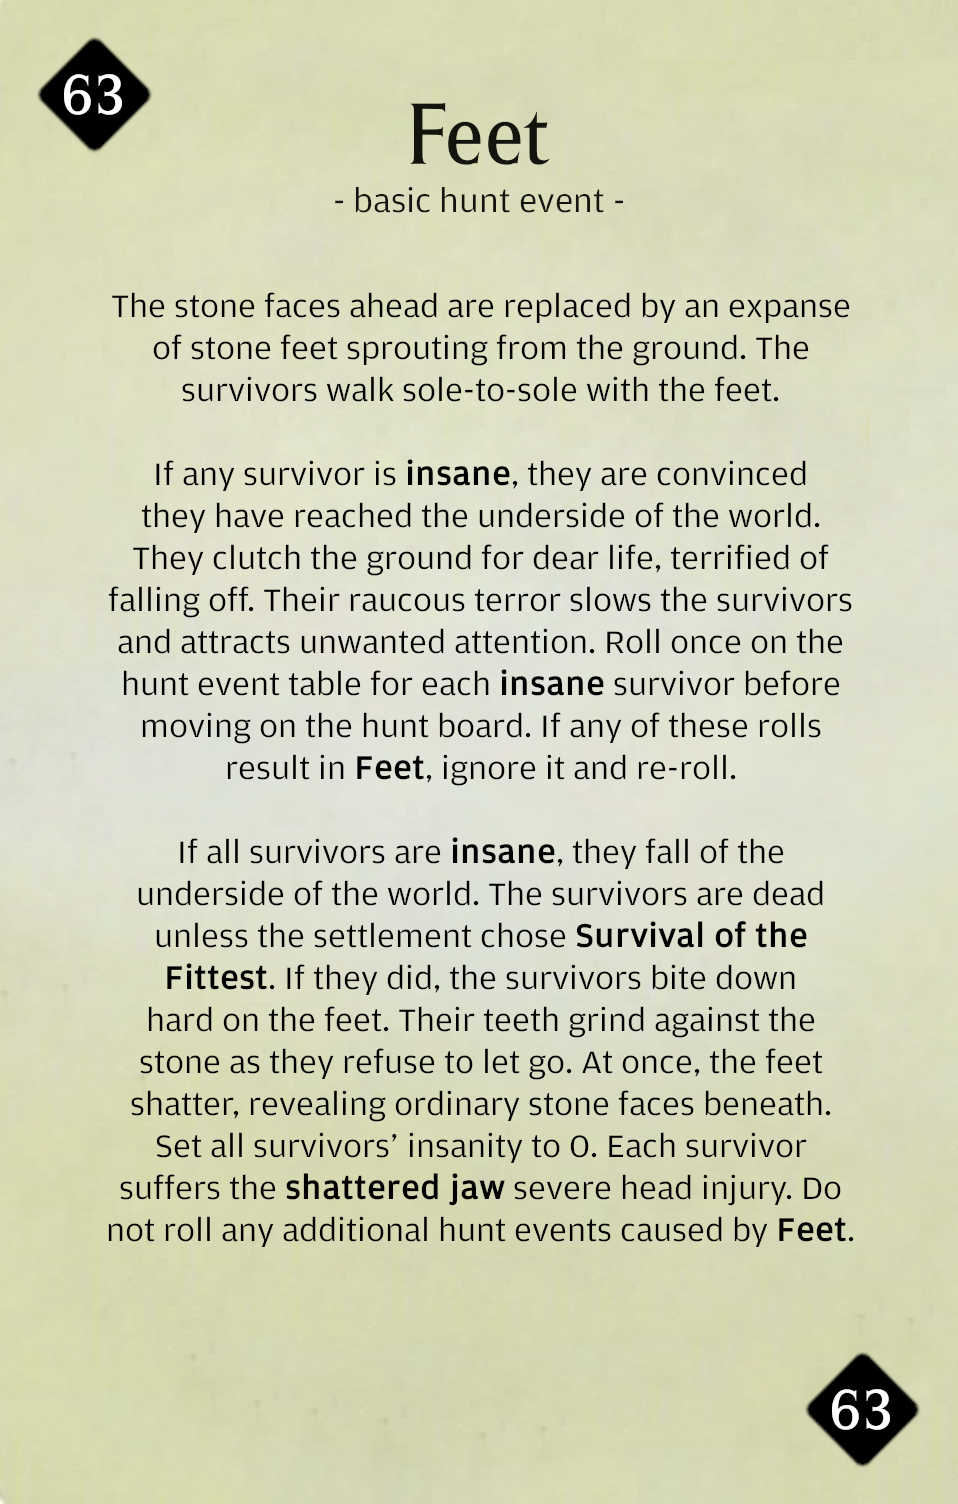 63
Feet
- basic hunt event -
The stone faces ahead are replaced by an expanse
of stone feet sprouting from the ground. The
survivors walk sole-to-sole with the feet.
If any survivor is insane, they are convinced
they have reached the underside of the world.
They clutch the ground for dear life, terrified of
falling off. Their raucous terror slows the survivors
and attracts unwanted attention. Roll once on the
hunt event table for each insane survivor before
moving on the hunt board. If any of these rolls
result in Feet, ignore it and re-roll.
If all survivors are insane, they fall of the
underside of the world. The survivors are dead
unless the settlement chose Survival of the
Fittest. If they did, the survivors bite down
hard on the feet. Their teeth grind against the
stone as they refuse to let go. At once, the feet
shatter, revealing ordinary stone faces beneath.
Set all survivors’ insanity to 0. Each survivor
suffers the shattered jaw severe head injury. Do
not roll any additional hunt events caused by Feet.
63